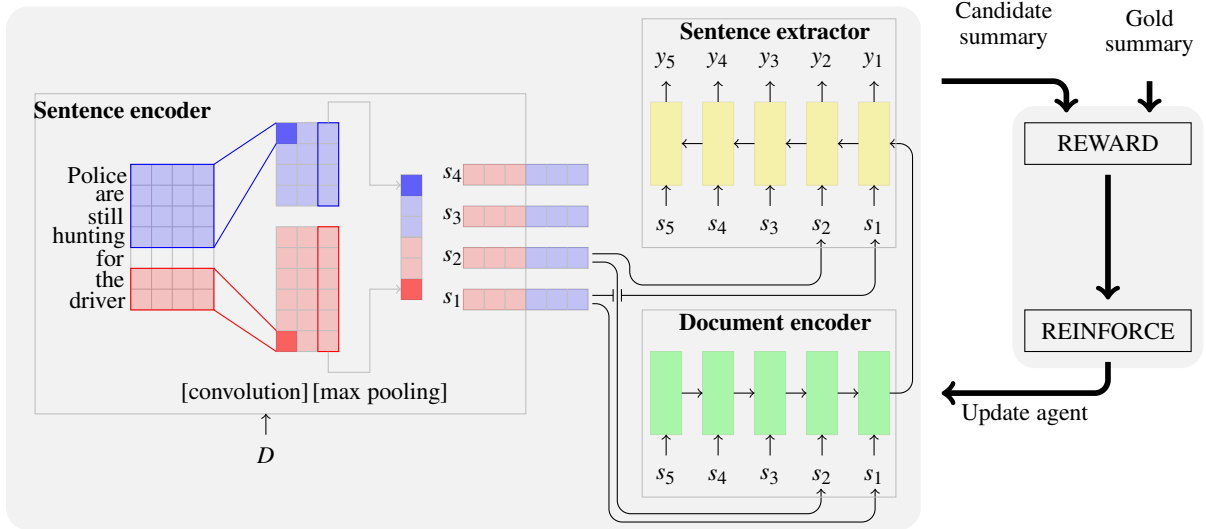 Sentence encoder
Police
are
still
hunting
for
the
driver
[convolution] [max pooling]
D
s4
s3
s2
s1
Sentence extractor
y5 y4 y3 y2 y1
s5 s4 s3 s2 s1
Document encoder
s5 s4 s3 s2 s1
Candidate
summary
Gold
summary
REWARD
REINFORCE
Update agent